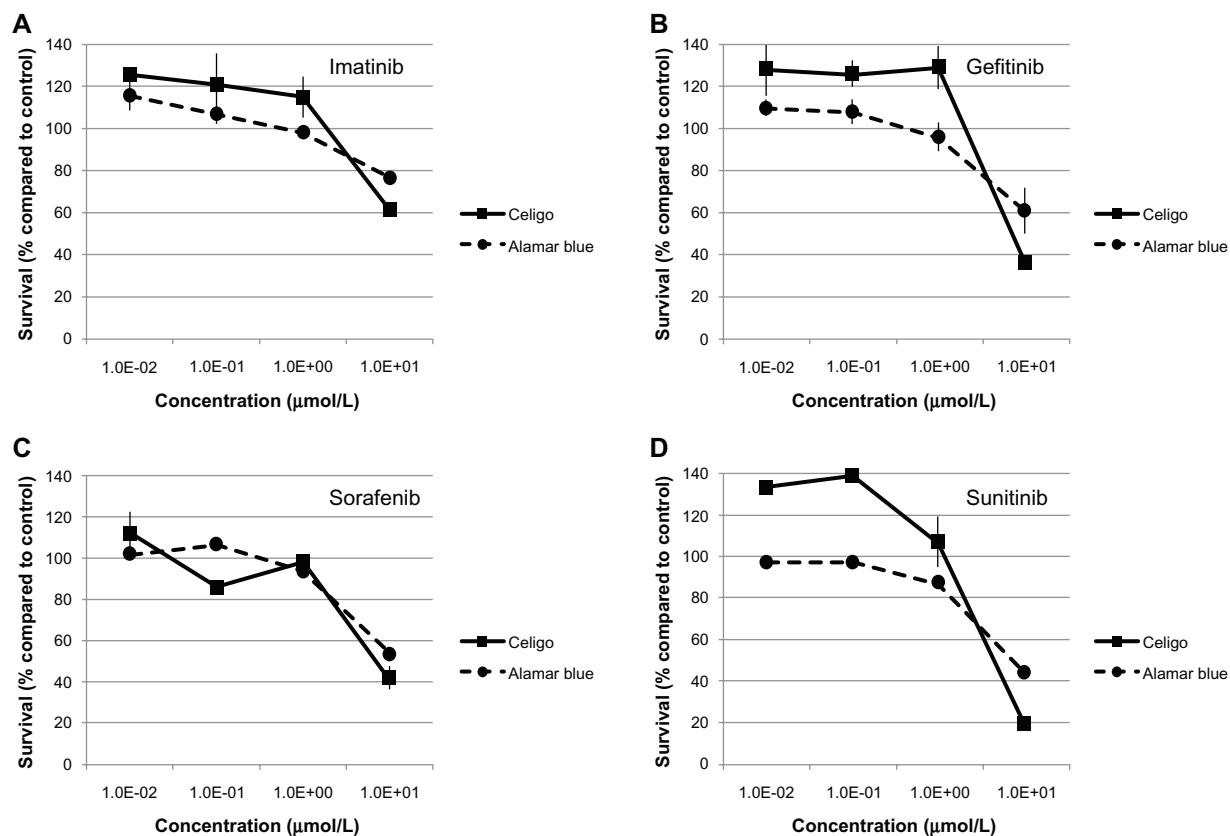 A
Imatinib
140
120
100
80
60
40
20
0
Survival (% compared to control)
1.0E-02 1.0E-01 1.0E+00 1.0E+01
Concentration (μmol/L)
Celigo
Alamar blue
B
Gefitinib
140
120
100
80
60
40
20
0
Survival (% compared to control)
1.0E-02 1.0E-01 1.0E+00 1.0E+01
Concentration (μmol/L)
Celigo
Alamar blue
C
Sorafenib
140
120
100
80
60
40
20
0
Survival (% compared to control)
1.0E-02 1.0E-01 1.0E+00 1.0E+01
Concentration (μmol/L)
Celigo
Alamar blue
D
Sunitinib
140
120
100
80
60
40
20
0
Survival (% compared to control)
1.0E-02 1.0E-01 1.0E+00 1.0E+01
Concentration (μmol/L)
Celigo
Alamar blue